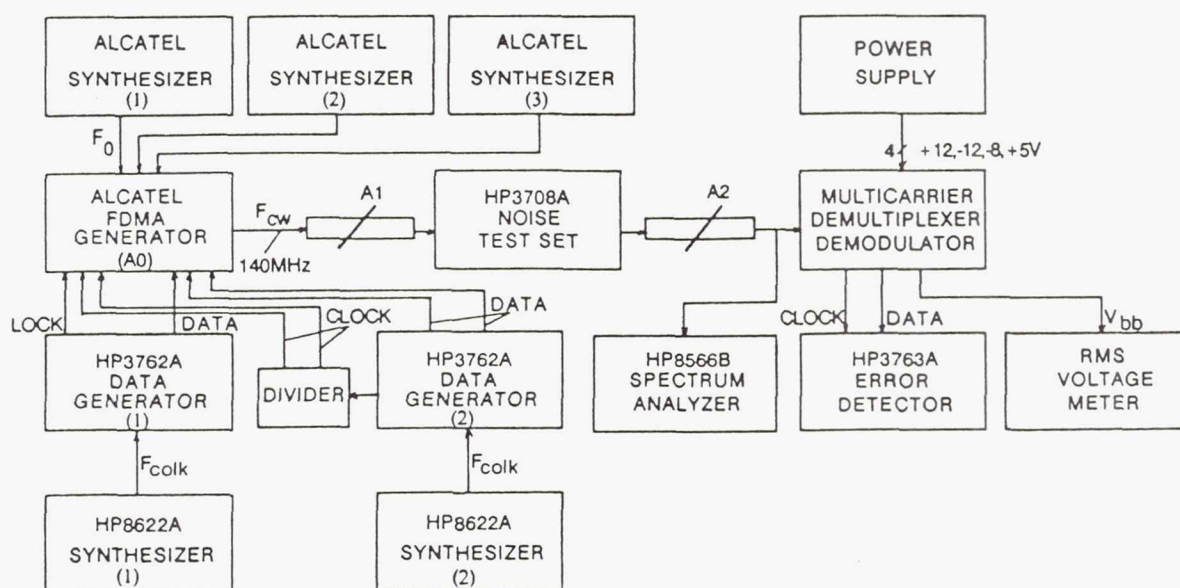 ALCATEL
SYNTHESIZER
(1)
ALCATEL
SYNTHESIZER
(2)
ALCATEL
SYNTHESIZER
(3)
POWER
SUPPLY
F0
4 +12,-12,-8,+5V
ALCATEL
FDMA
GENERATOR
(A0)
Fcw
140MHz
A1
HP3708A
NOISE
TEST SET
A2
MULTICARRIER
DEMULTIPLEXER
DEMODULATOR
LOCK
DATA
CLOCK
DATA
CLOCK
DATA
Vbb
HP3762A
DATA
GENERATOR
(1)
DIVIDER
HP3762A
DATA
GENERATOR
(2)
HP8566B
SPECTRUM
ANALYZER
HP3763A
ERROR
DETECTOR
RMS
VOLTAGE
METER
Fcolk
Fcolk
HP8622A
SYNTHESIZER
(1)
HP8622A
SYNTHESIZER
(2)